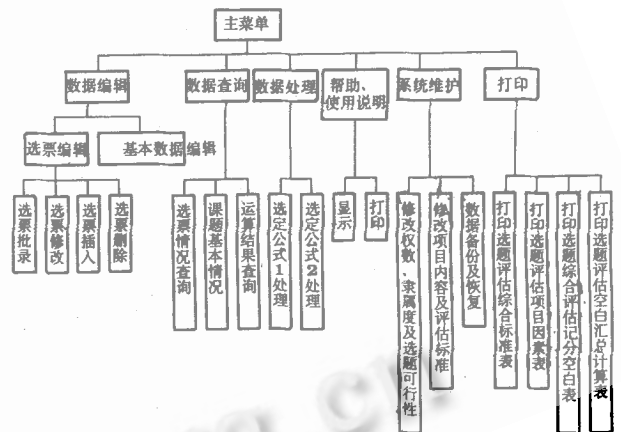 主菜单
数据编辑
数据查询
数据处理
帮助、
使用说明
系统维护
打印
选票编辑
基本数据编辑
选票批录
选票修改
选票插入
选票删除
选票情况查询
课题基本情况
运算结果查询
选定公式1处理
选定公式2处理
显示
打印
修改权数、隶属度及选题可行性
修改项目内容及评估标准
数据备份及恢复
打印选题评估综合标准表
打印选题评估项目因素表
打印选题综合评估记分空白表
打印选题评估空白汇总计算表